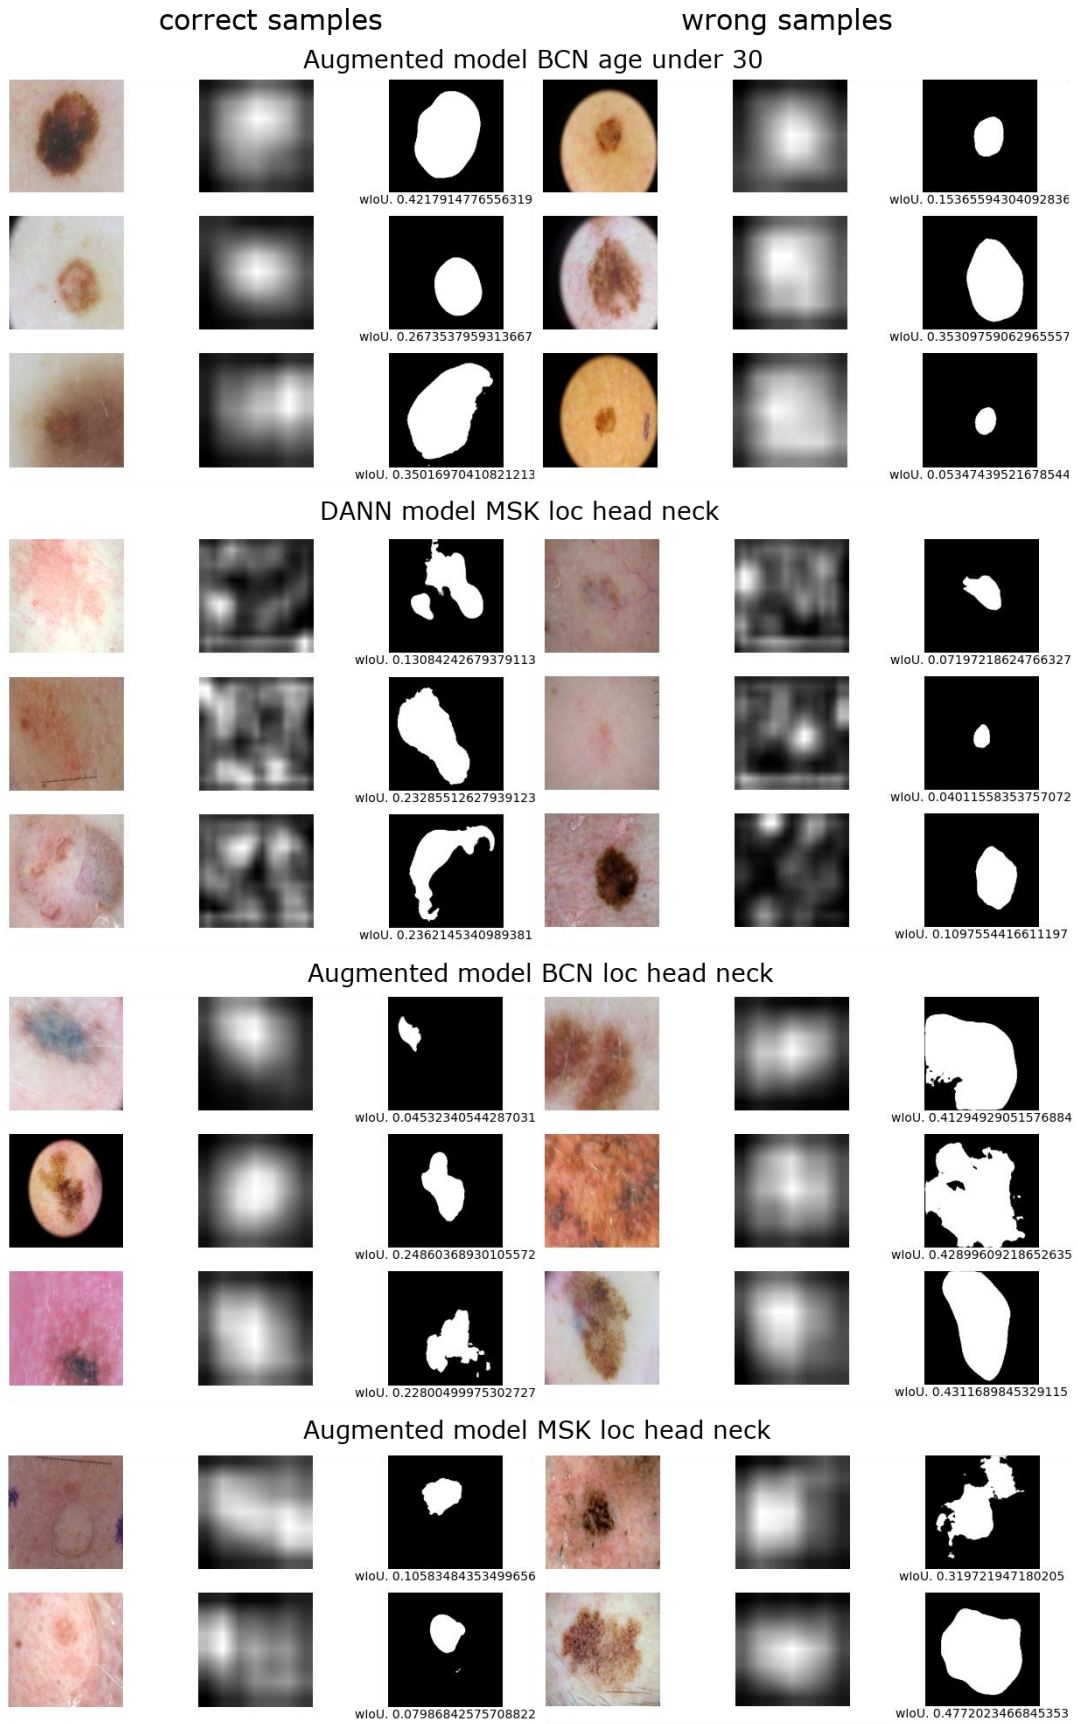 correct samples wrong samples
Augmented model BCN age under 30
wIoU. 0.4217914776556319 wIoU. 0.15365594304092836
wIoU. 0.2673537959313667 wIoU. 0.35309759062965557
wIoU. 0.35016970410821213 wIoU. 0.05347439521678544
DANN model MSK loc head neck
wIoU. 0.13084242679379113 wIoU. 0.07197218624766327
wIoU. 0.23285512627939123 wIoU. 0.04011558353757072
wIoU. 0.2362145340989381 wIoU. 0.1097554416611197
Augmented model BCN loc head neck
wIoU. 0.04532340544287031 wIoU. 0.41294929051576884
wIoU. 0.24860368930105572 wIoU. 0.42899609218652635
wIoU. 0.22800499975302727 wIoU. 0.4311689845329115
Augmented model MSK loc head neck
wIoU. 0.10583484353499656 wIoU. 0.319721947180205
wIoU. 0.07986842575708822 wIoU. 0.4772023466845353